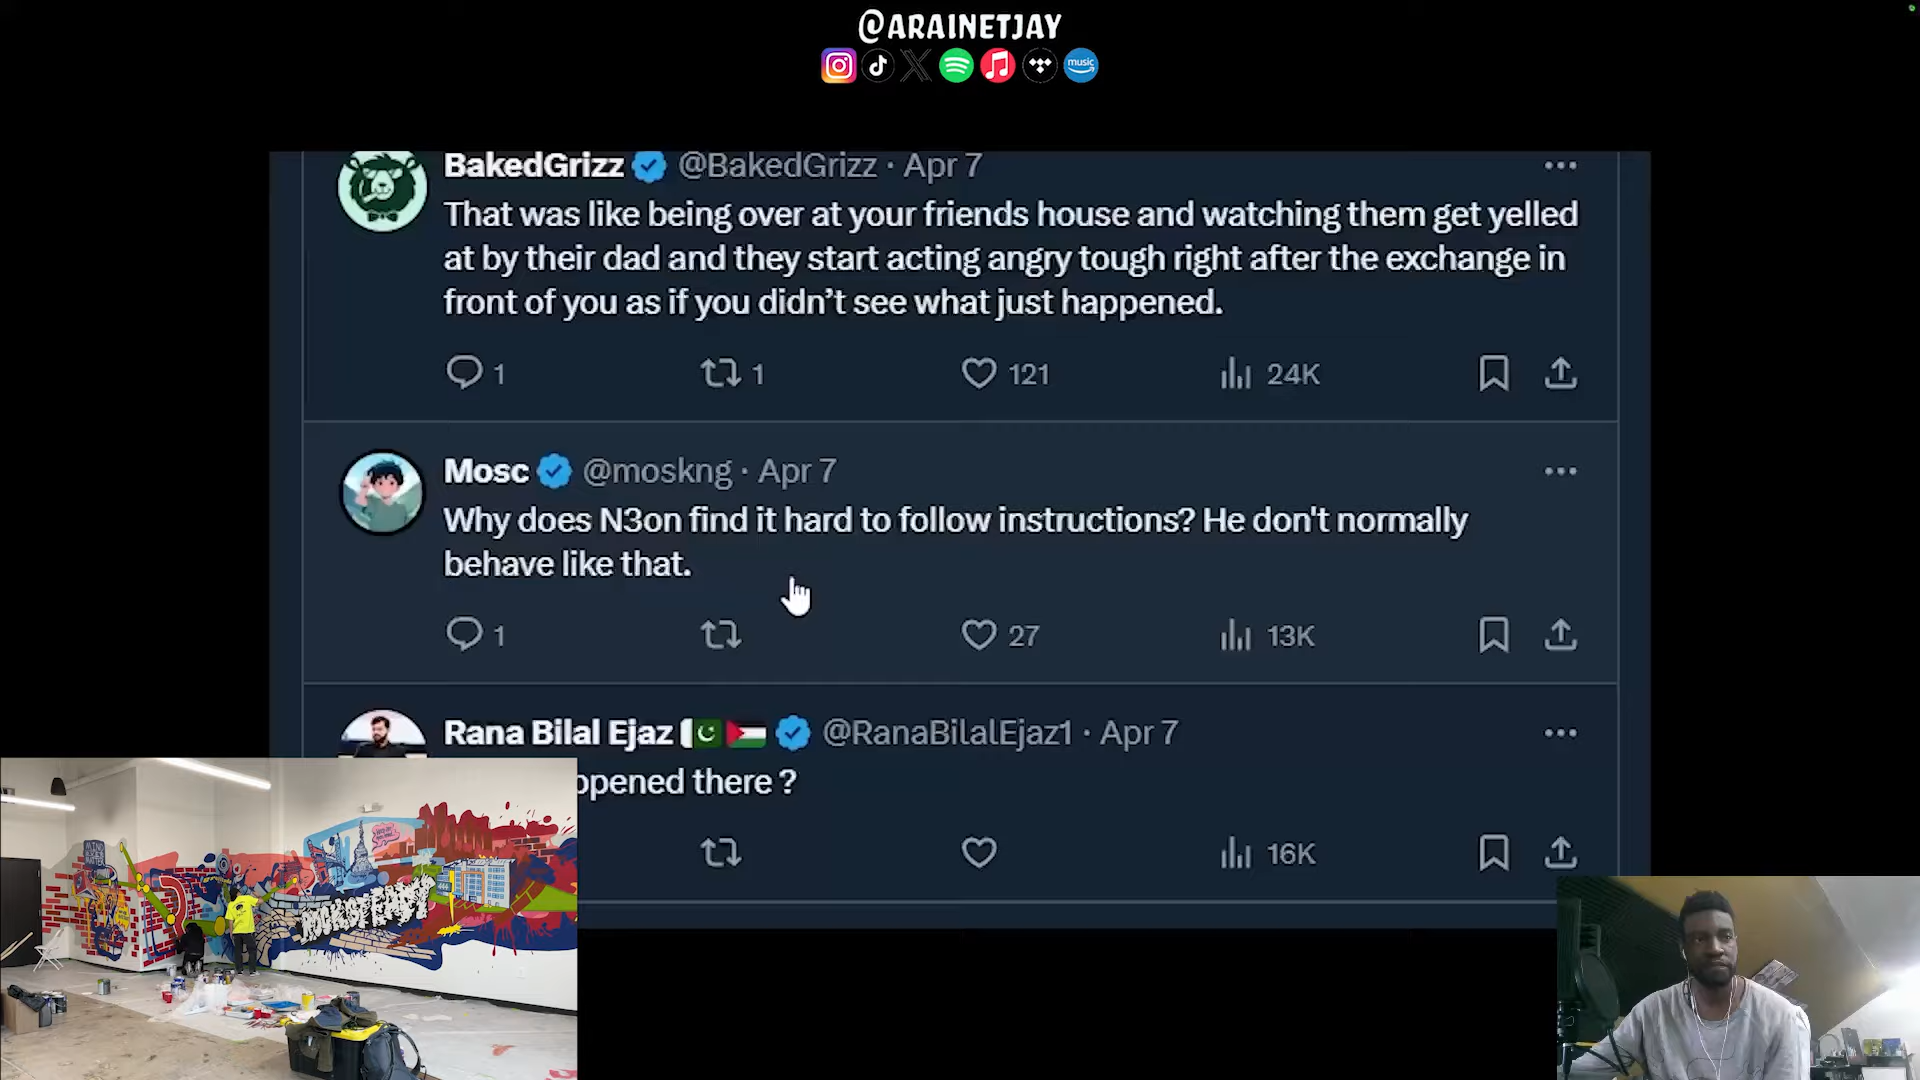 @ARAINETJAY
music
BakedGrizz @BakedGrizz · Apr 7
That was like being over at your friends house and watching them get yelled
at by their dad and they start acting angry tough right after the exchange in
front of you as if you didn’t see what just happened.
1 1 121 24K
Mosc @moskng · Apr 7
Why does N3on find it hard to follow instructions? He don't normally
behave like that.
1 27 13K
Rana Bilal Ejaz @RanaBilalEjaz1 · Apr 7
there ?
16K